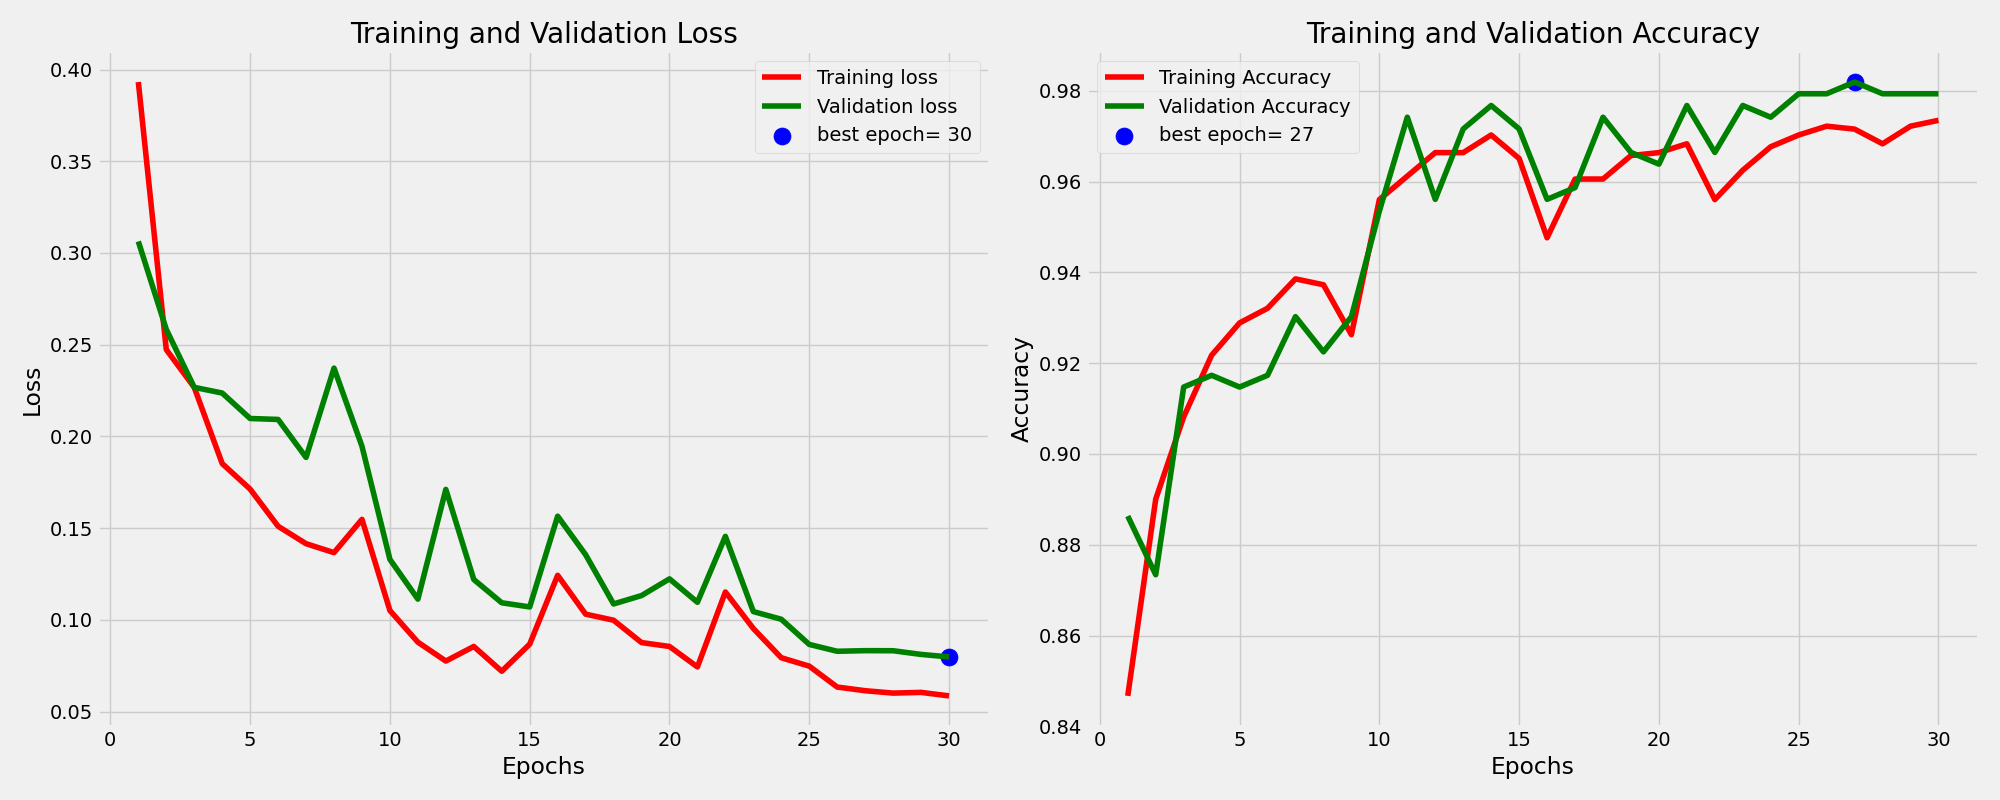 Training and Validation Loss
Training loss
Validation loss
best epoch= 30
0.40
0.35
0.30
0.25
0.20
0.15
0.10
0.05
Loss
0 5 10 15 20 25 30
Epochs
Training and Validation Accuracy
Training Accuracy
Validation Accuracy
best epoch= 27
0.98
0.96
0.94
0.92
0.90
0.88
0.86
0.84
Accuracy
0 5 10 15 20 25 30
Epochs